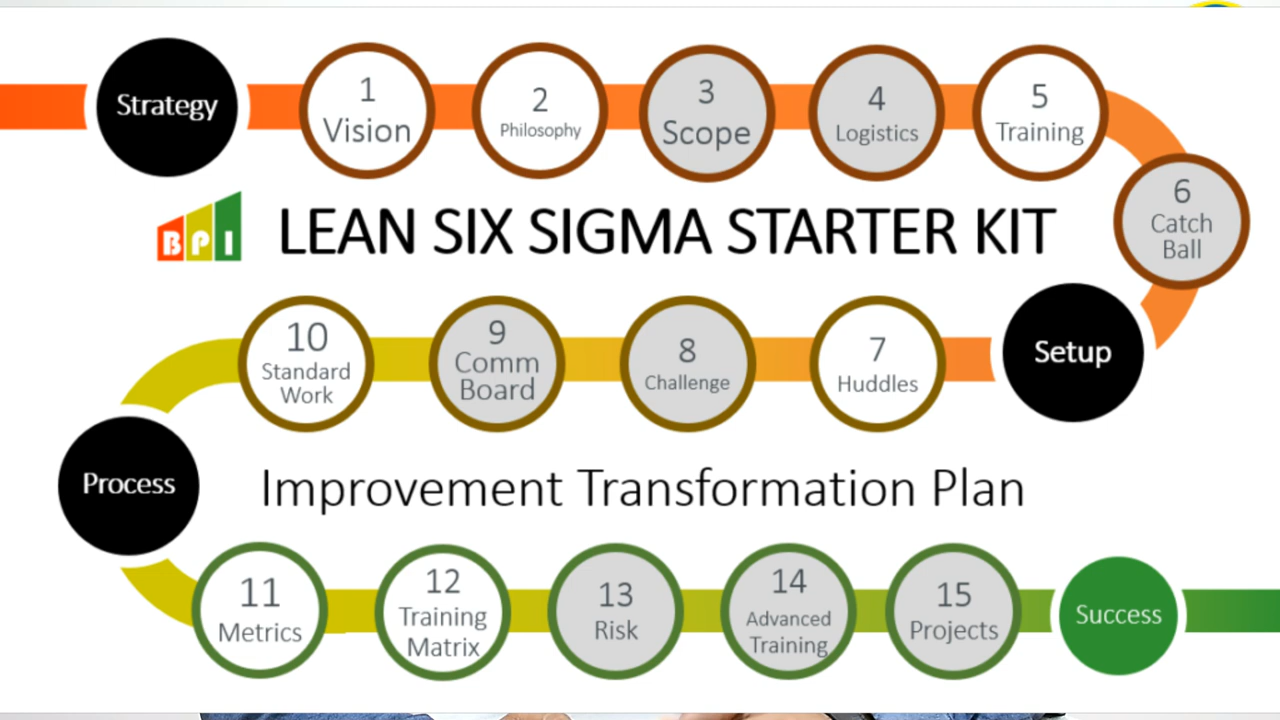 Strategy
1
Vision
2
Philosophy
3
Scope
4
Logistics
5
Training
6
Catch
Ball
BPI
LEAN SIX SIGMA STARTER KIT
Setup
7
Huddles
8
Challenge
9
Comm
Board
10
Standard
Work
Process
Improvement Transformation Plan
11
Metrics
12
Training
Matrix
13
Risk
14
Advanced
Training
15
Projects
Success